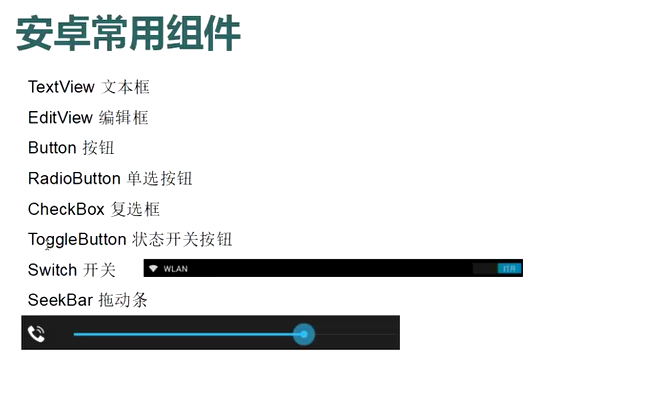 安卓常用组件
TextView 文本框
EditView 编辑框
Button 按钮
RadioButton 单选按钮
CheckBox 复选框
ToggleButton 状态开关按钮
Switch 开关
WLAN 打开
SeekBar 拖动条